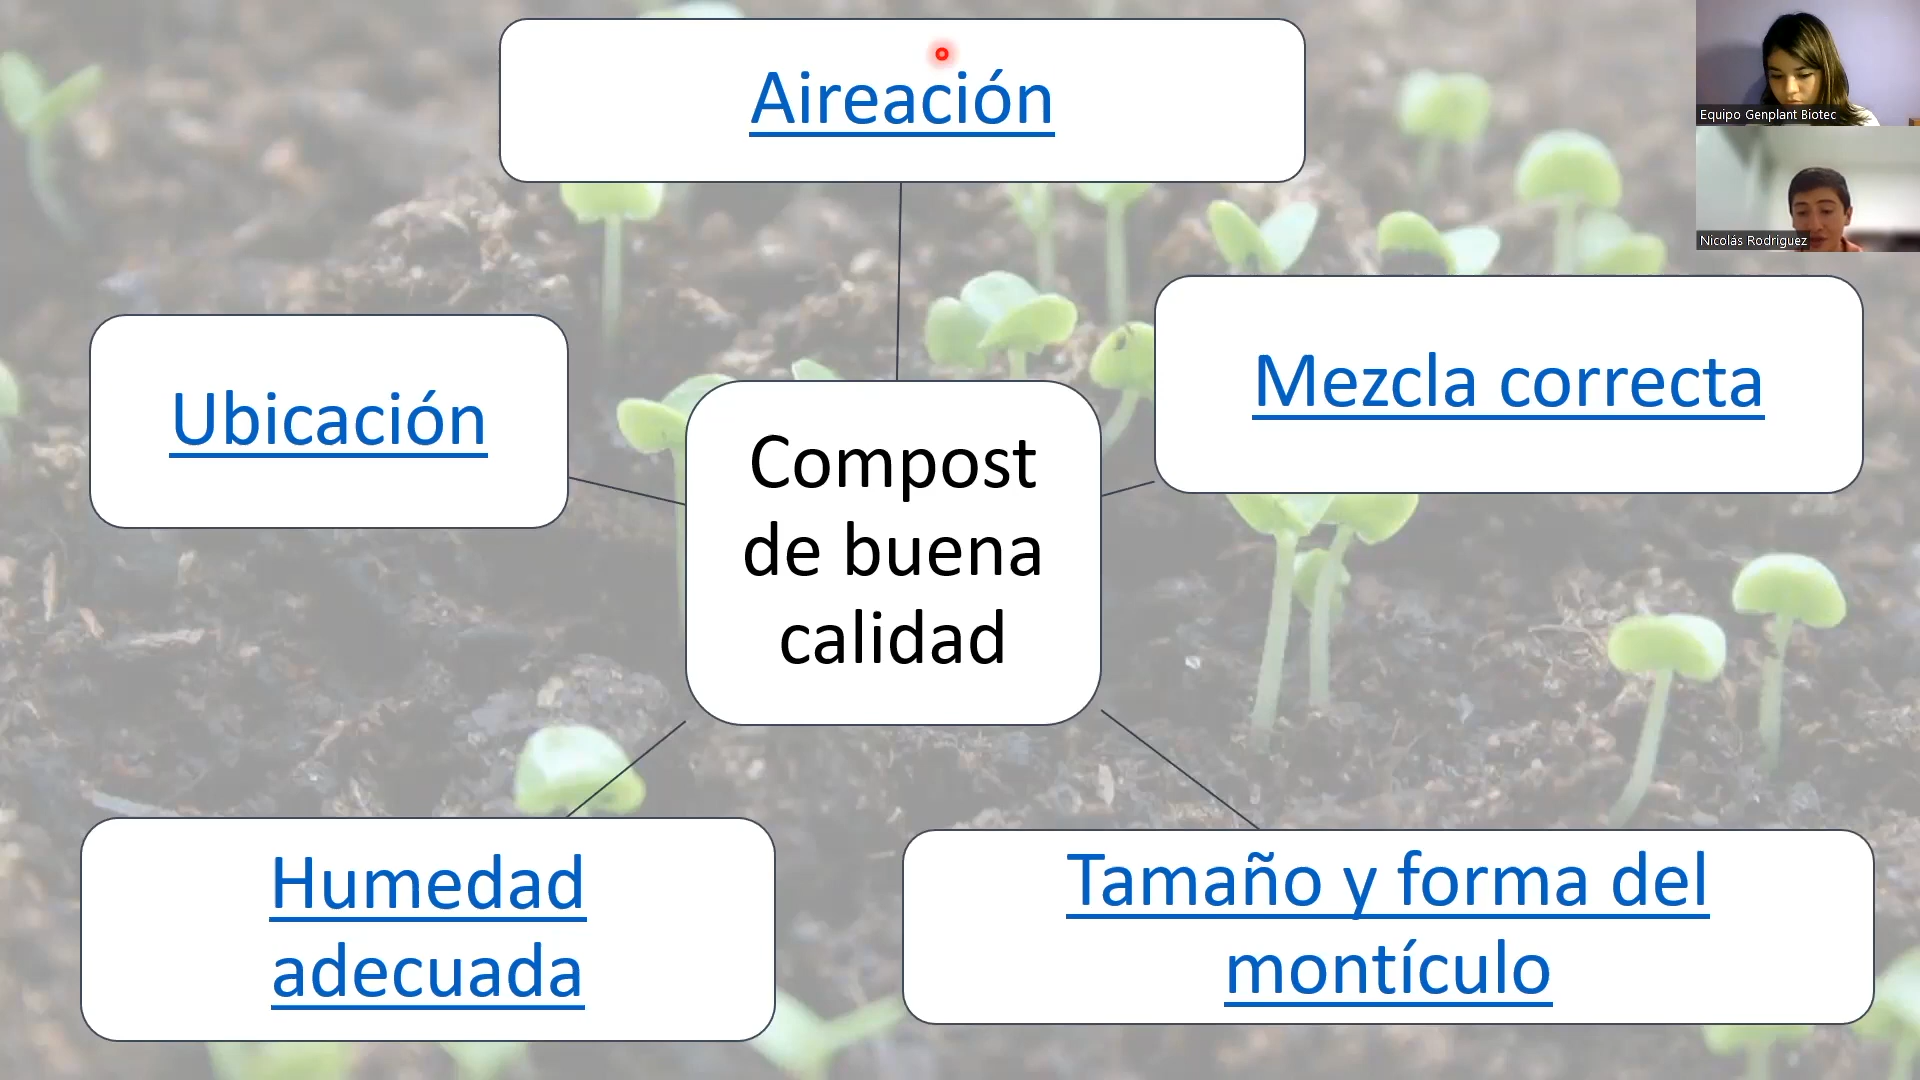 Aireación
Equipo Genplant Biotec
Nicolás Rodriguez
Ubicación
Mezcla correcta
Compost
de buena
calidad
Humedad
adecuada
Tamaño y forma del
montículo